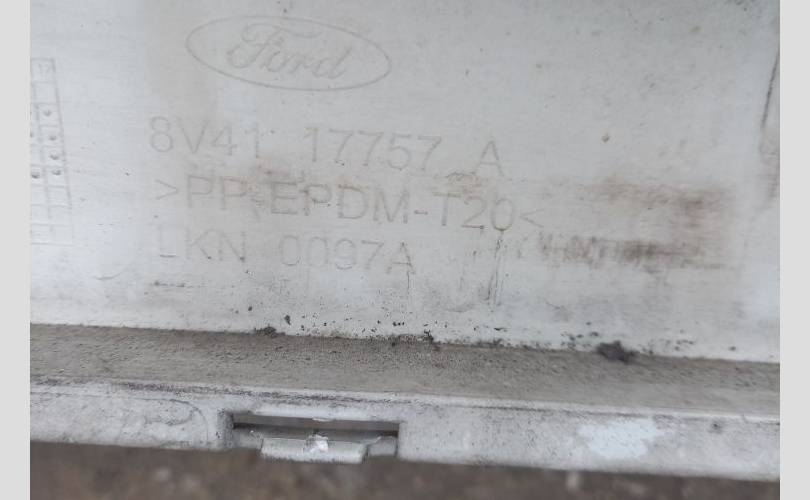 Ford
8V41 17757 A
>PP-EPDM-T20<
LKN 0097A